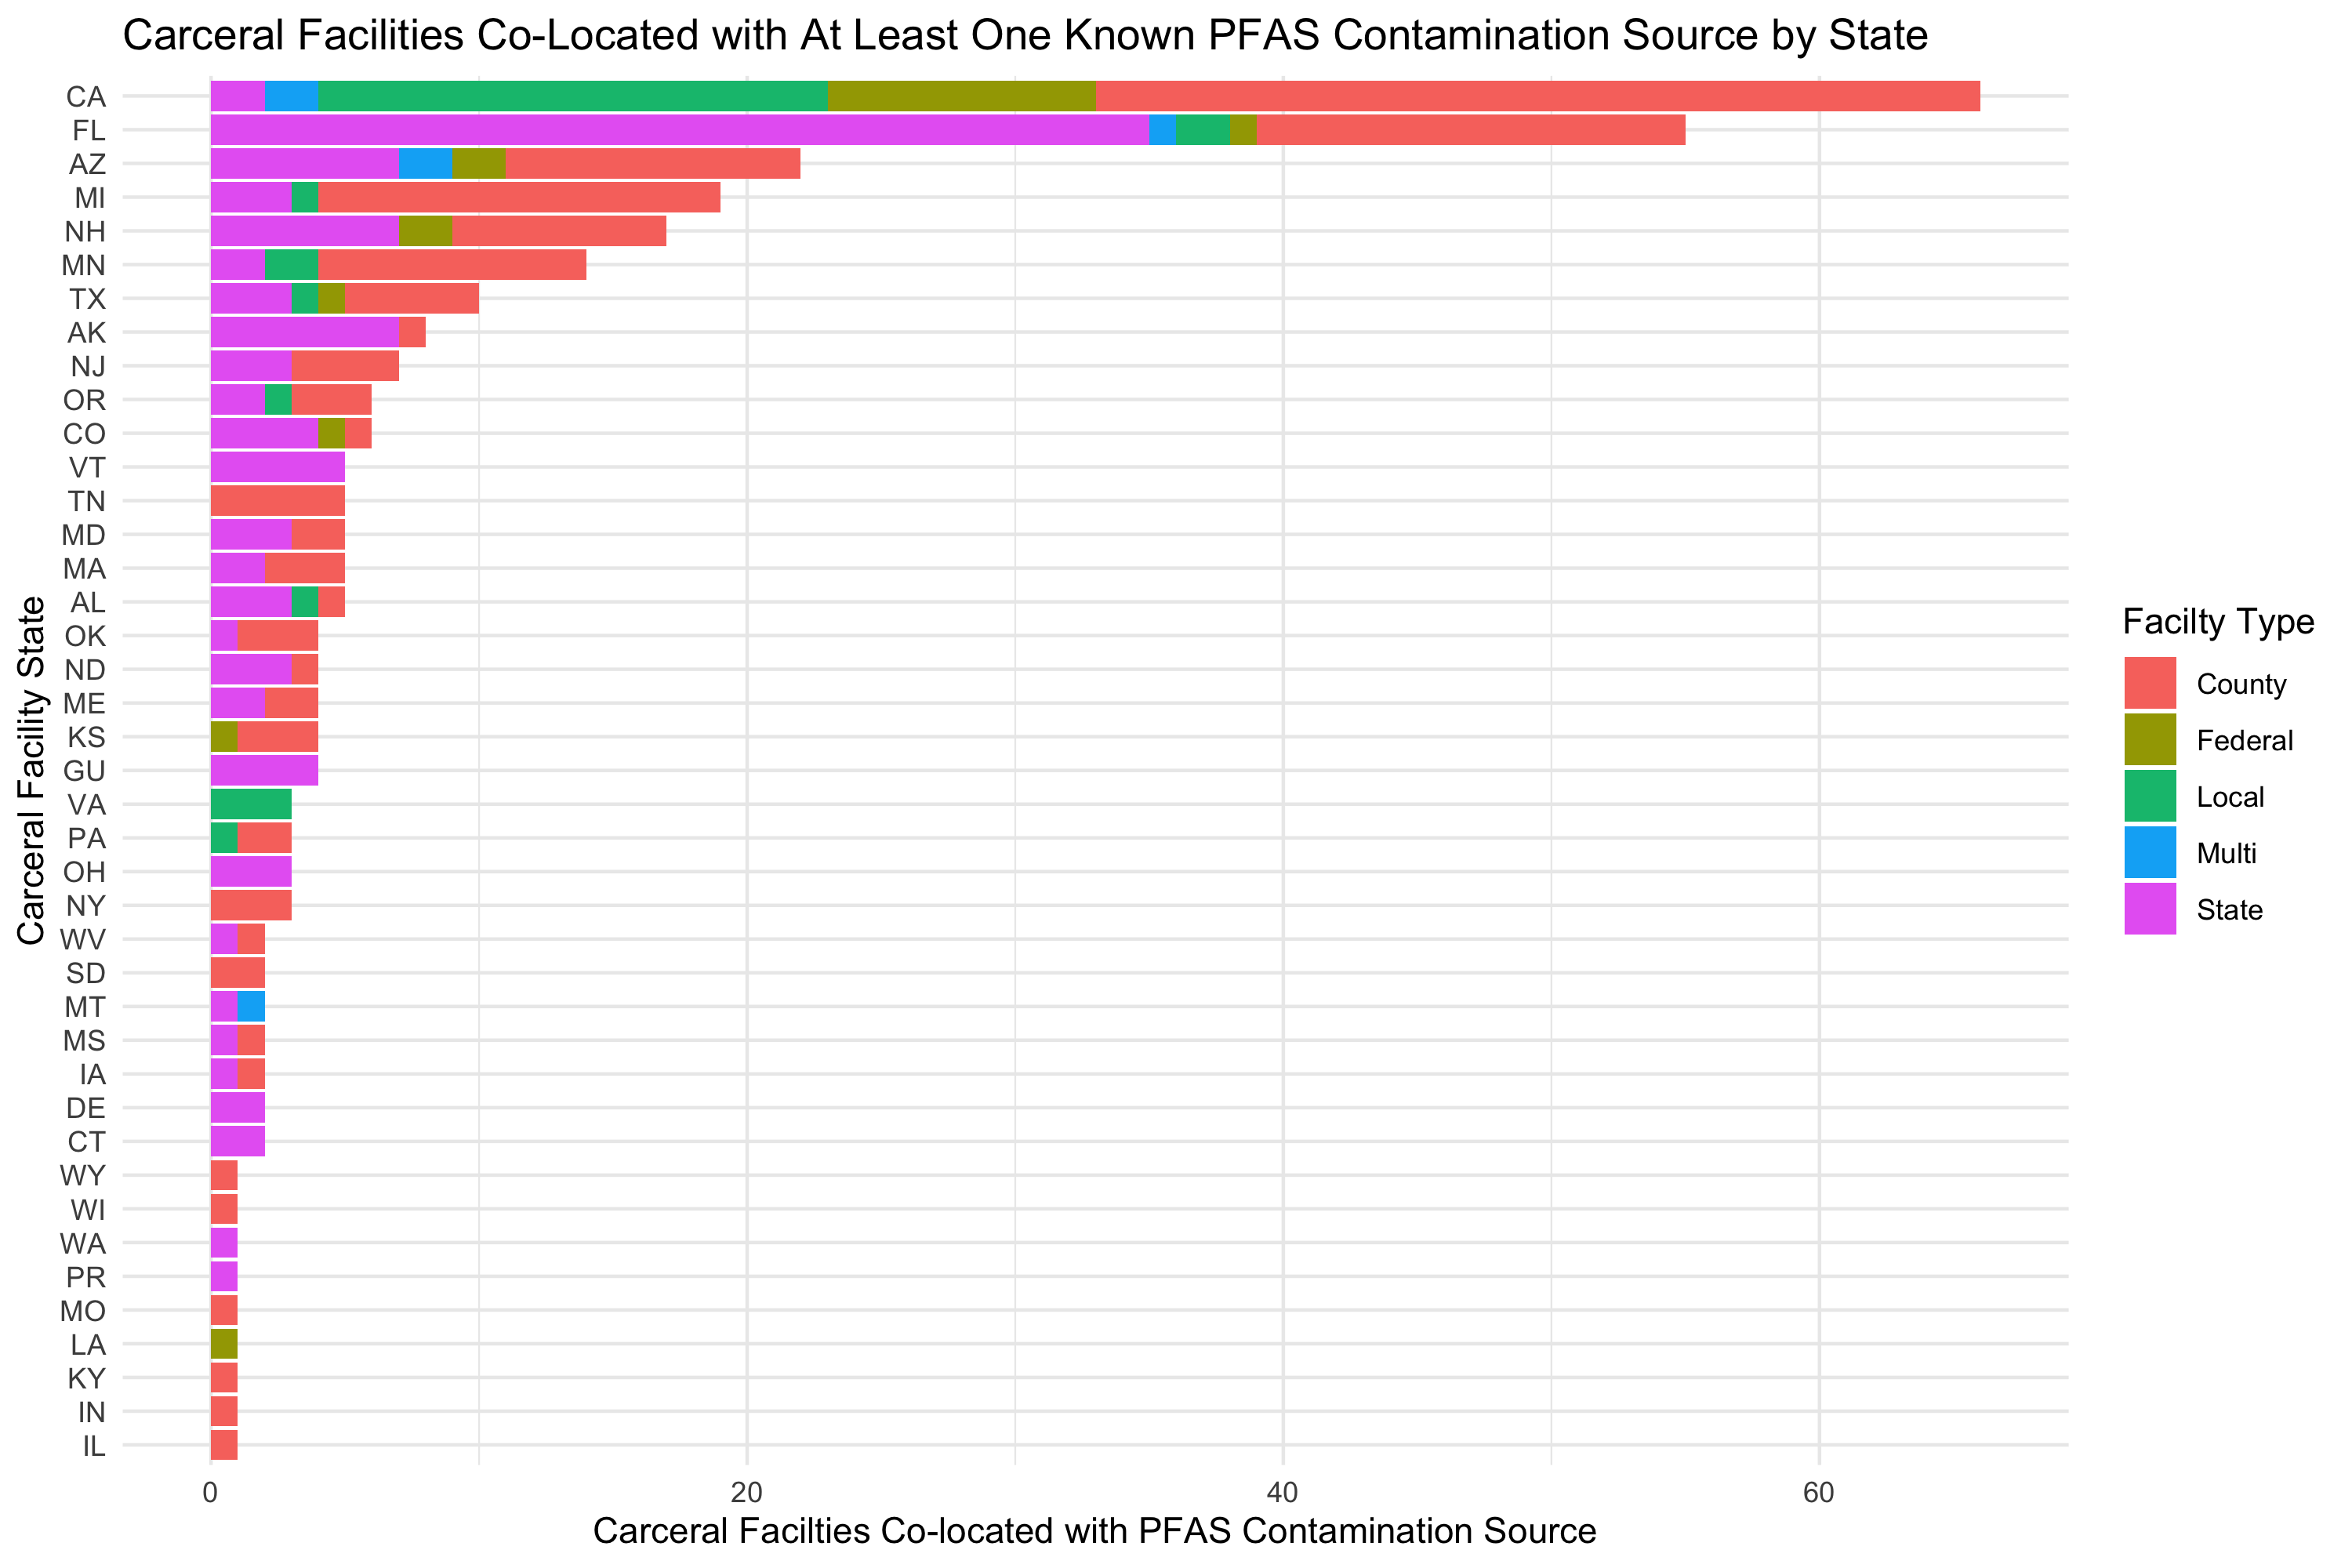 Carceral Facilities Co-Located with At Least One Known PFAS Contamination Source by State
CA
FL
AZ
MI
NH
MN
TX
AK
NJ
OR
CO
VT
TN
MD
MA
AL
OK
ND
ME
KS
GU
VA
PA
OH
NY
WV
SD
MT
MS
IA
DE
CT
WY
WI
WA
PR
MO
LA
KY
IN
IL
Carceral Facility State
0 20 40 60
Carceral Facilties Co-located with PFAS Contamination Source
Facilty Type
County
Federal
Local
Multi
State